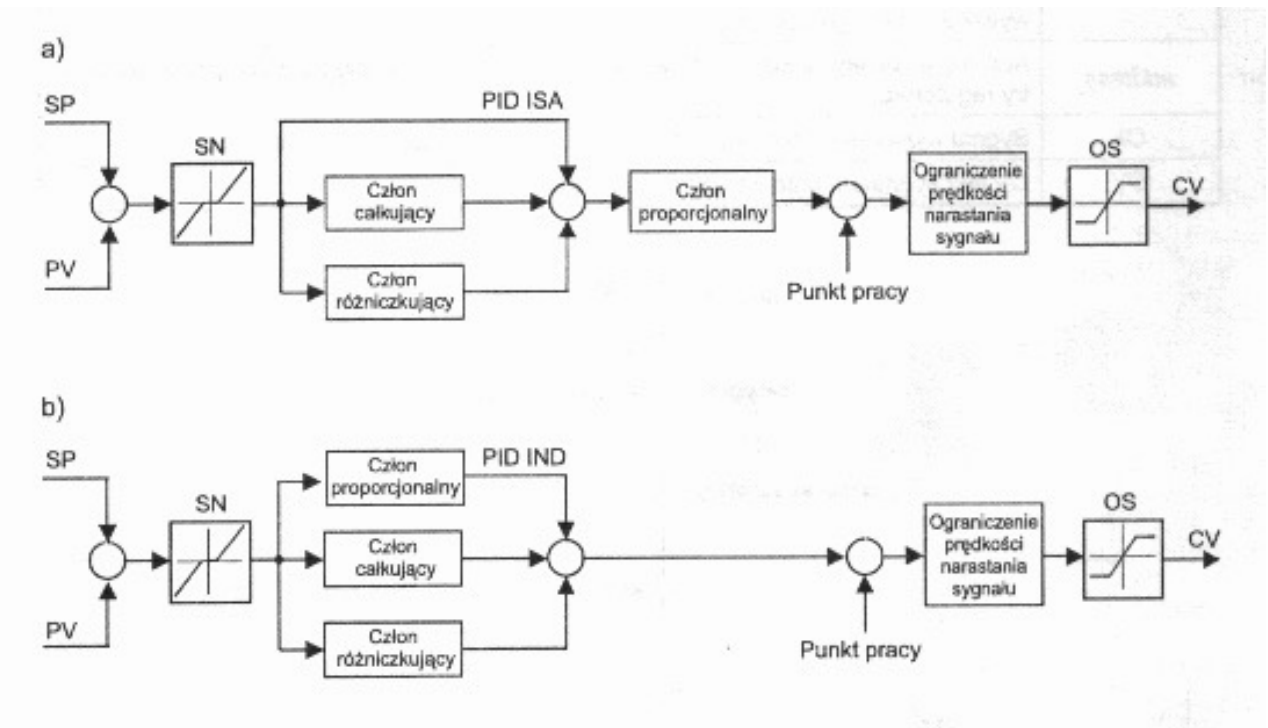 a)
SP
PID ISA
SN
Człon
całkujący
Człon
różniczkujący
PV
Człon
proporcjonalny
Punkt pracy
Ograniczenie
prędkości
narastania
sygnału
OS
CV
b)
SP
PID IND
SN
Człon
proporcjonalny
Człon
całkujący
Człon
różniczkujący
PV
Punkt pracy
Ograniczenie
prędkości
narastania
sygnału
OS
CV